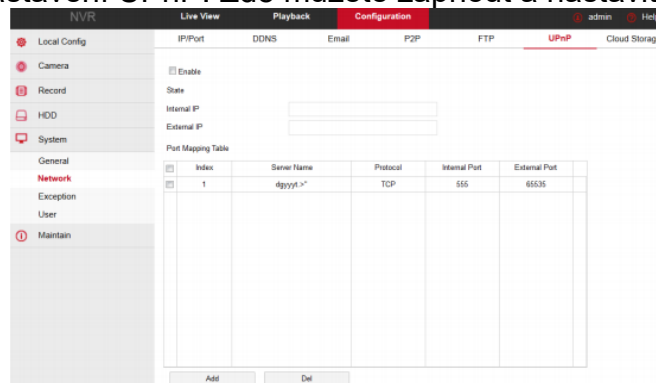 NVR Live View Playback Configuration admin
Local Config
Camera
Record
HDD
System
General
Network
Exception
User
Maintain
IP/Port DDNS Email P2P FTP UPnP Cloud
Enable
State
Internal IP
External IP
Port Mapping Table
Index Server Name Protocol Internal Port External Port
1 dgyyyt.>" TCP 555 65535
Add Del